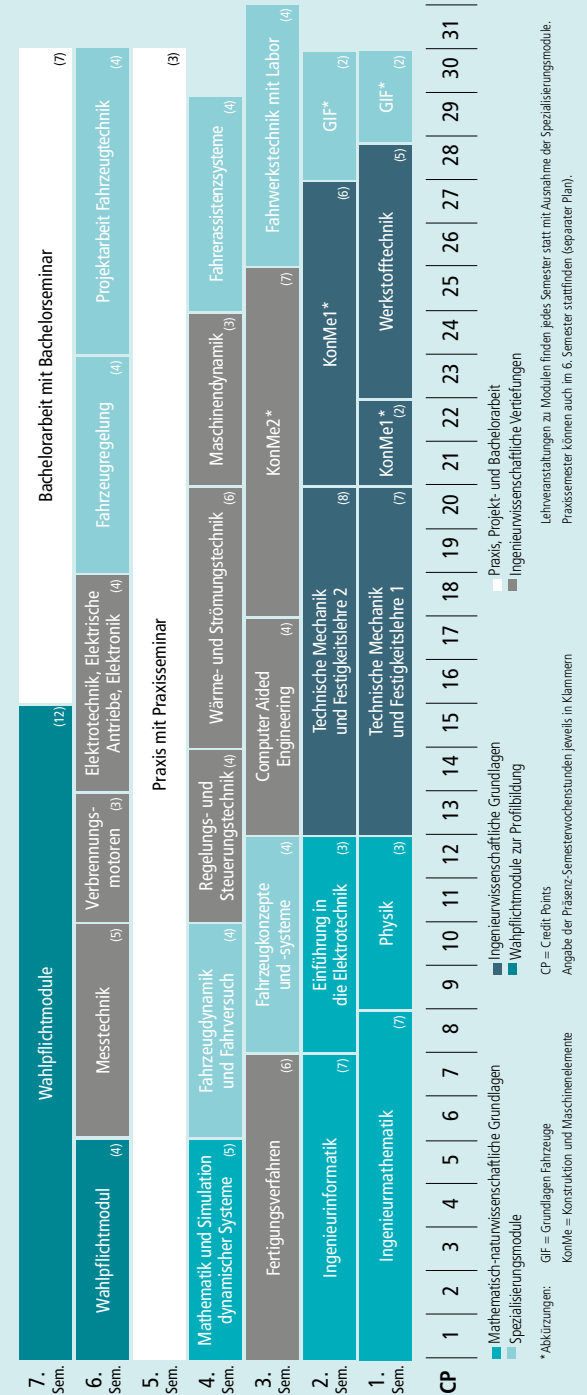 7.
Sem.
Wahlpflichtmodule
(12)
Bachelorarbeit mit Bachelorseminar
(7)
6.
Sem.
Wahlpflichtmodul
(4)
Messtechnik
(5)
Verbrennungs-
motoren
(3)
Elektrotechnik, Elektrische
Antriebe, Elektronik
(4)
Fahrzeugregelung
(4)
Projektarbeit Fahrzeugtechnik
(4)
5.
Sem.
Praxis mit Praxisseminar
(3)
4.
Sem.
Mathematik und Simulation
dynamischer Systeme
(5)
Fahrzeugdynamik
und Fahrversuch
(4)
Regelungs- und
Steuerungstechnik (4)
Wärme- und Strömungstechnik
(6)
Maschinendynamik
(3)
Fahrerassistenzsysteme
(4)
3.
Sem.
Fertigungsverfahren
(6)
Fahrzeugkonzepte
und -systeme
(4)
Computer Aided
Engineering
(4)
KonMe2*
(7)
Fahrwerkstechnik mit Labor
(4)
2.
Sem.
Ingenieurinformatik
(7)
Einführung in
die Elektrotechnik
(3)
Technische Mechanik
und Festigkeitslehre 2
(8)
KonMe1*
(6)
GlF*
(2)
1.
Sem.
Ingenieurmathematik
(7)
Physik
(3)
Technische Mechanik
und Festigkeitslehre 1
(7)
KonMe1*
(2)
Werkstofftechnik
(5)
GlF*
(2)
CP 1 2 3 4 5 6 7 8 9 10 11 12 13 14 15 16 17 18 19 20 21 22 23 24 25 26 27 28 29 30 31
Mathematisch-naturwissenschaftliche Grundlagen
Spezialisierungsmodule
Ingenieurwissenschaftliche Grundlagen
Wahlpflichtmodule zur Profilbildung
Praxis, Projekt- und Bachelorarbeit
Ingenieurwissenschaftliche Vertiefungen
*Abkürzungen:
GlF = Grundlagen Fahrzeuge
KonMe = Konstruktion und Maschinenelemente
CP = Credit Points
Angabe der Präsenz-Semesterwochenstunden jeweils in Klammern
Lehrveranstaltungen zu Modulen finden jedes Semester statt mit Ausnahme der Spezialisierungsmodule.
Praxissemester können auch im 6. Semester stattfinden (separater Plan).